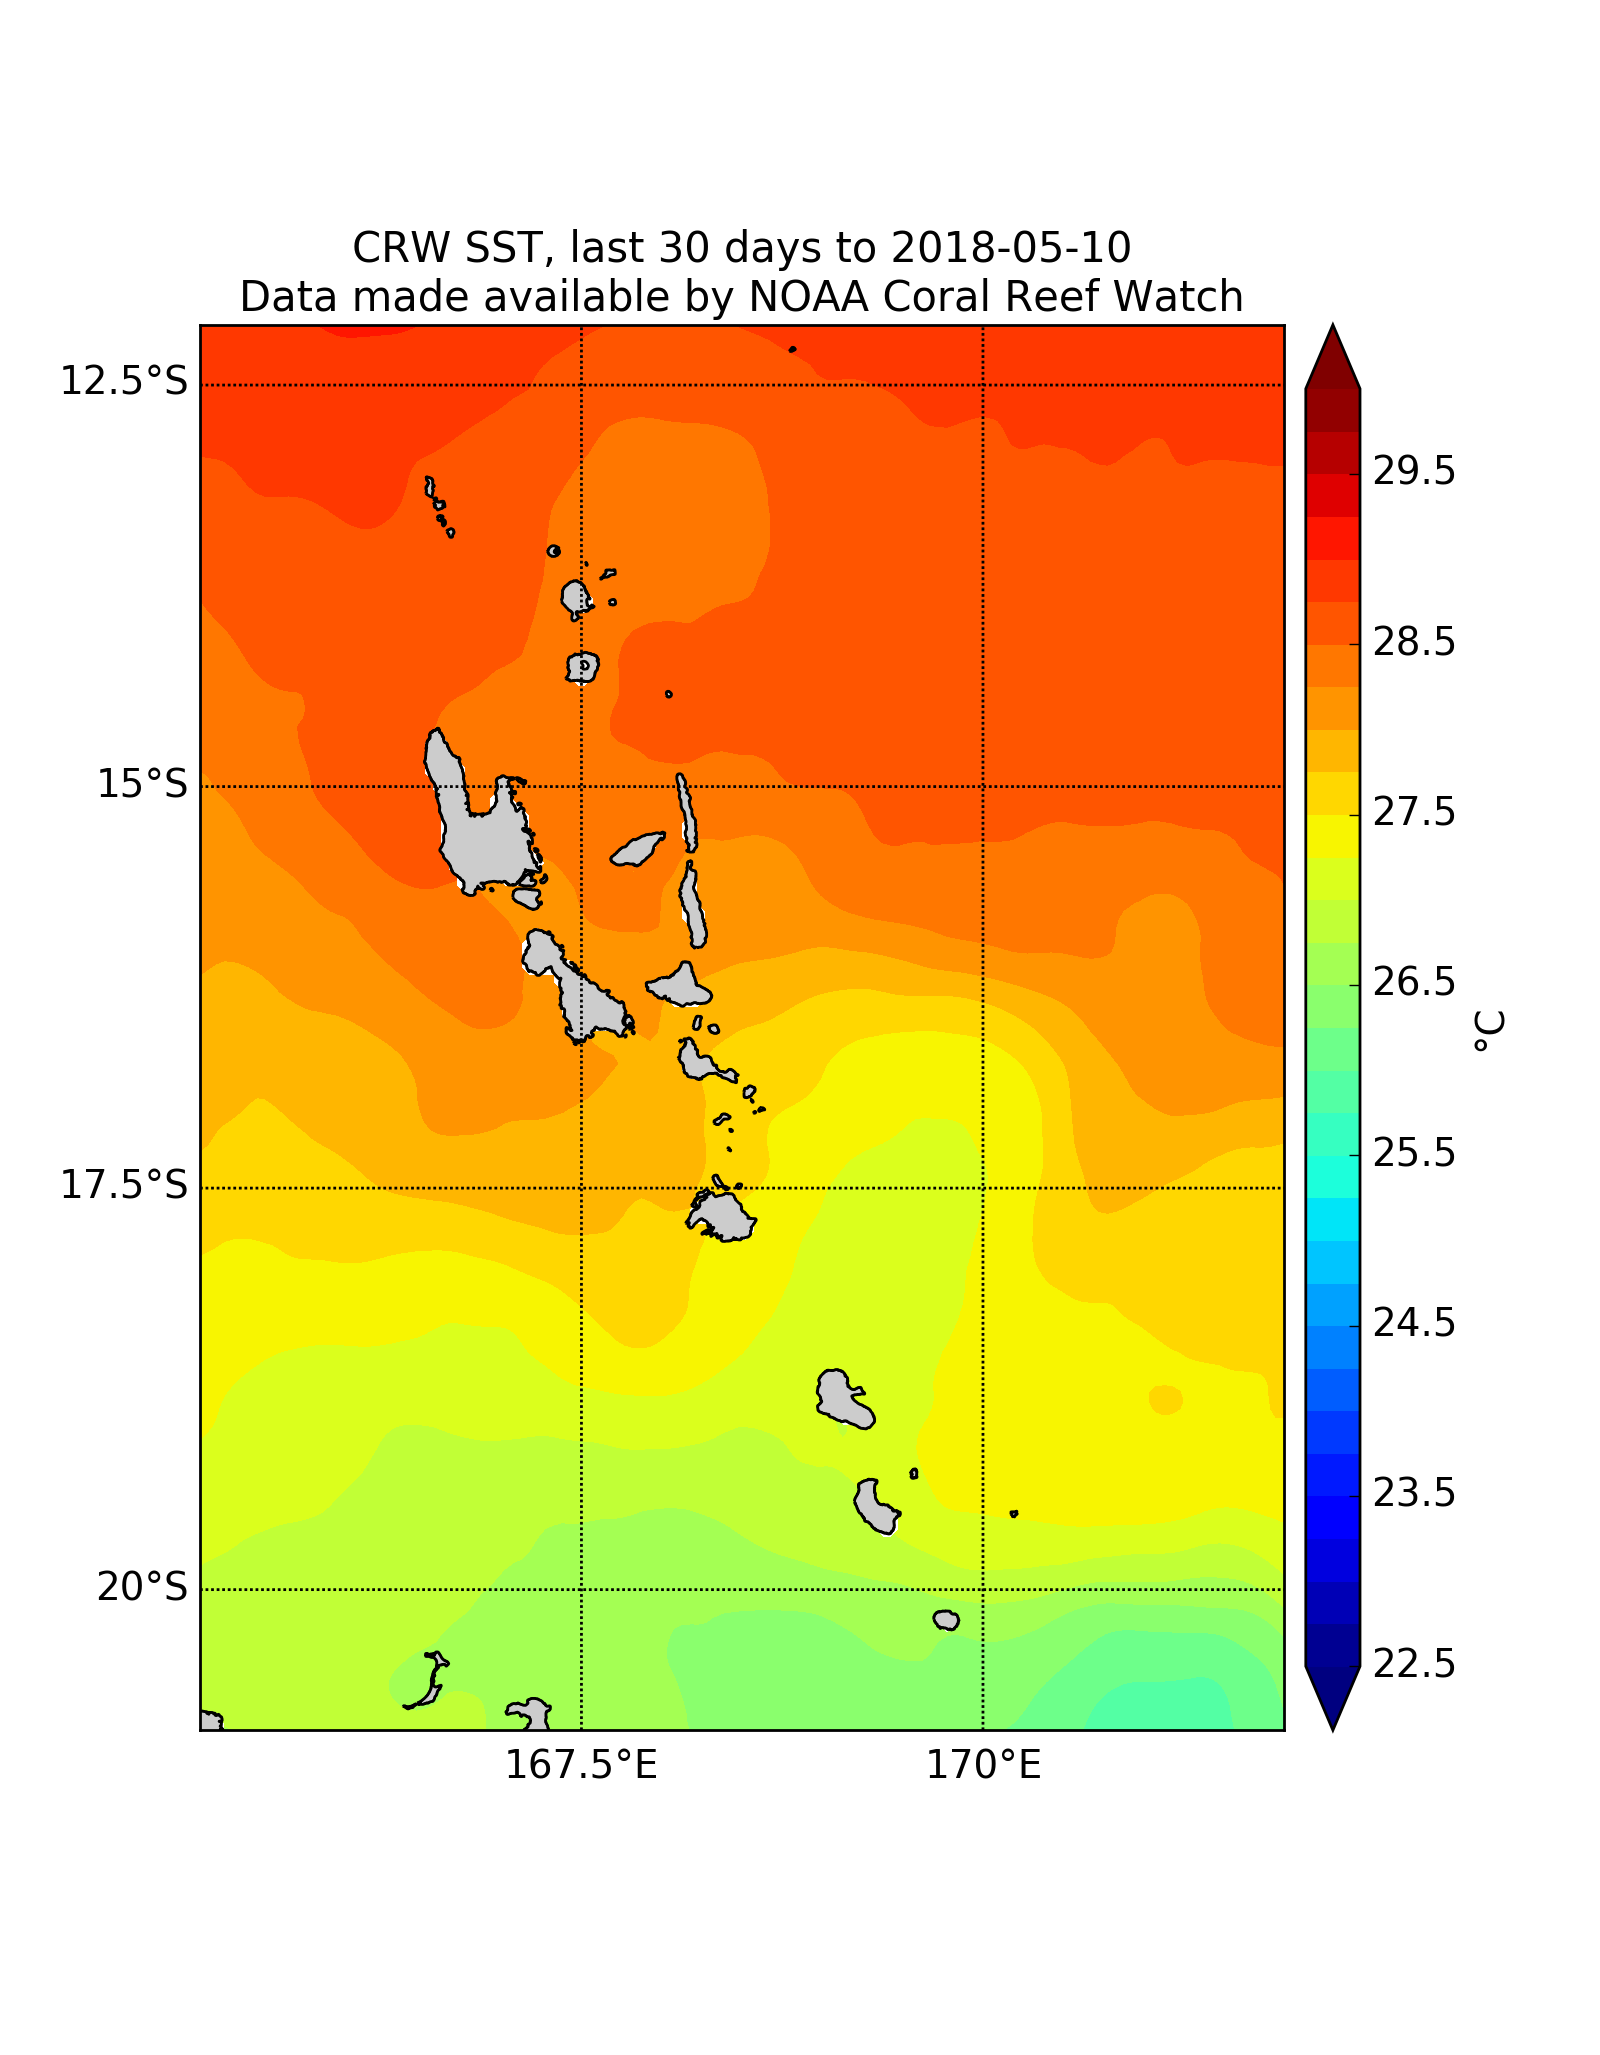 CRW SST, last 30 days to 2018-05-10
Data made available by NOAA Coral Reef Watch
12.5°S
15°S
17.5°S
20°S
167.5°E
170°E
29.5
28.5
27.5
26.5
25.5
24.5
23.5
22.5
°C